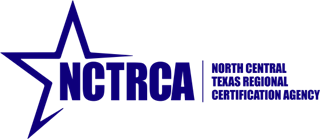 NCTRCA
NORTH CENTRAL
TEXAS REGIONAL
CERTIFICATION AGENCY